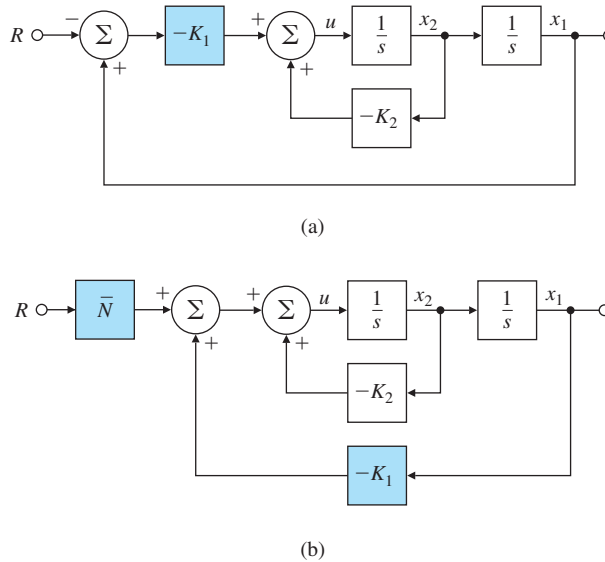 R − Σ + −K₁ + Σ + u 1/s x₂ 1/s x₁
−K₂
(a)
R N̄ + Σ + + Σ + u 1/s x₂ 1/s x₁
−K₂
−K₁
(b)